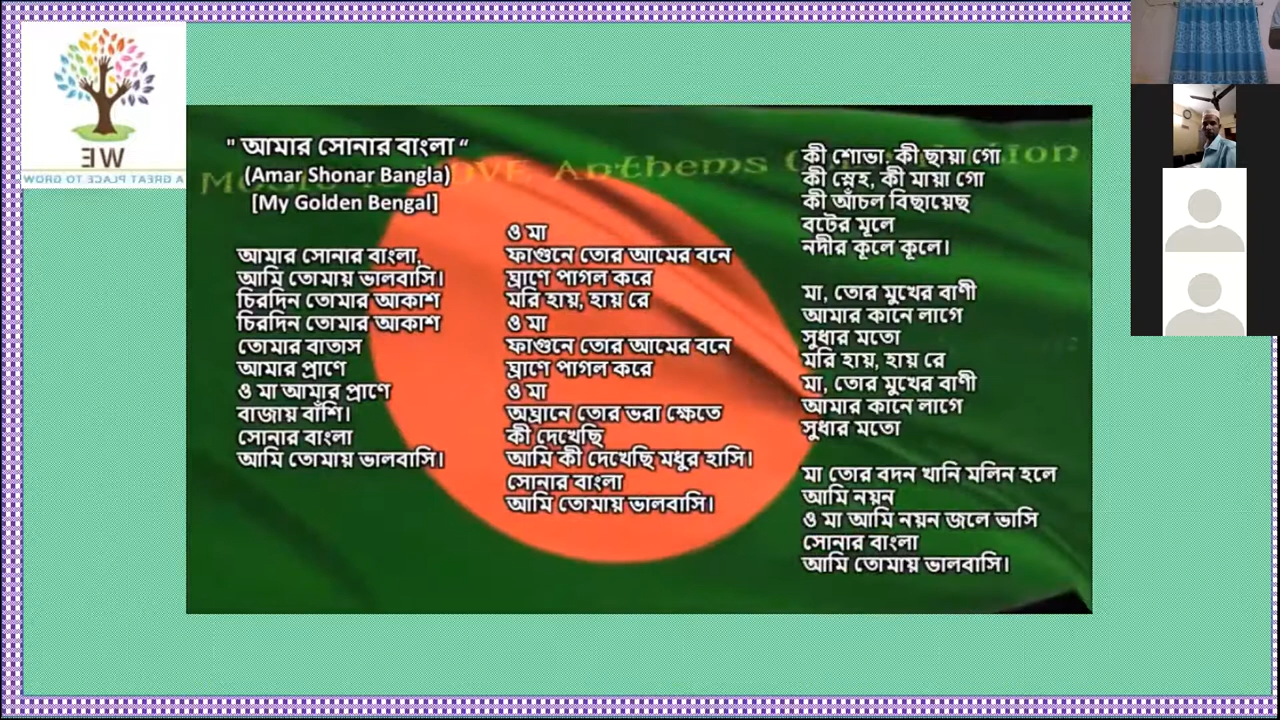 WE
A GREAT PLACE TO GROW
" আমার সোনার বাংলা “
(Amar Shonar Bangla)
[My Golden Bengal]
আমার সোনার বাংলা,
আমি তোমায় ভালবাসি।
চিরদিন তোমার আকাশ
চিরদিন তোমার আকাশ
তোমার বাতাস
আমার প্রাণে
ও মা আমার প্রাণে
বাজায় বাঁশি।
সোনার বাংলা
আমি তোমায় ভালবাসি।
ও মা
ফাগুনে তোর আমের বনে
ঘ্রাণে পাগল করে
মরি হায়, হায় রে
ও মা
ফাগুনে তোর আমের বনে
ঘ্রাণে পাগল করে
ও মা
অঘ্রানে তোর ভরা ক্ষেতে
কী দেখেছি
আমি কী দেখেছি মধুর হাসি।
সোনার বাংলা
আমি তোমায় ভালবাসি।
কী শোভা, কী ছায়া গো
কী স্নেহ, কী মায়া গো
কী আঁচল বিছায়েছ
বটের মূলে
নদীর কূলে কূলে।
মা, তোর মুখের বাণী
আমার কানে লাগে
সুধার মতো
মরি হায়, হায় রে
মা, তোর মুখের বাণী
আমার কানে লাগে
সুধার মতো
মা তোর বদন খানি মলিন হলে
আমি নয়ন
ও মা আমি নয়ন জলে ভাসি
সোনার বাংলা
আমি তোমায় ভালবাসি।
Anthems